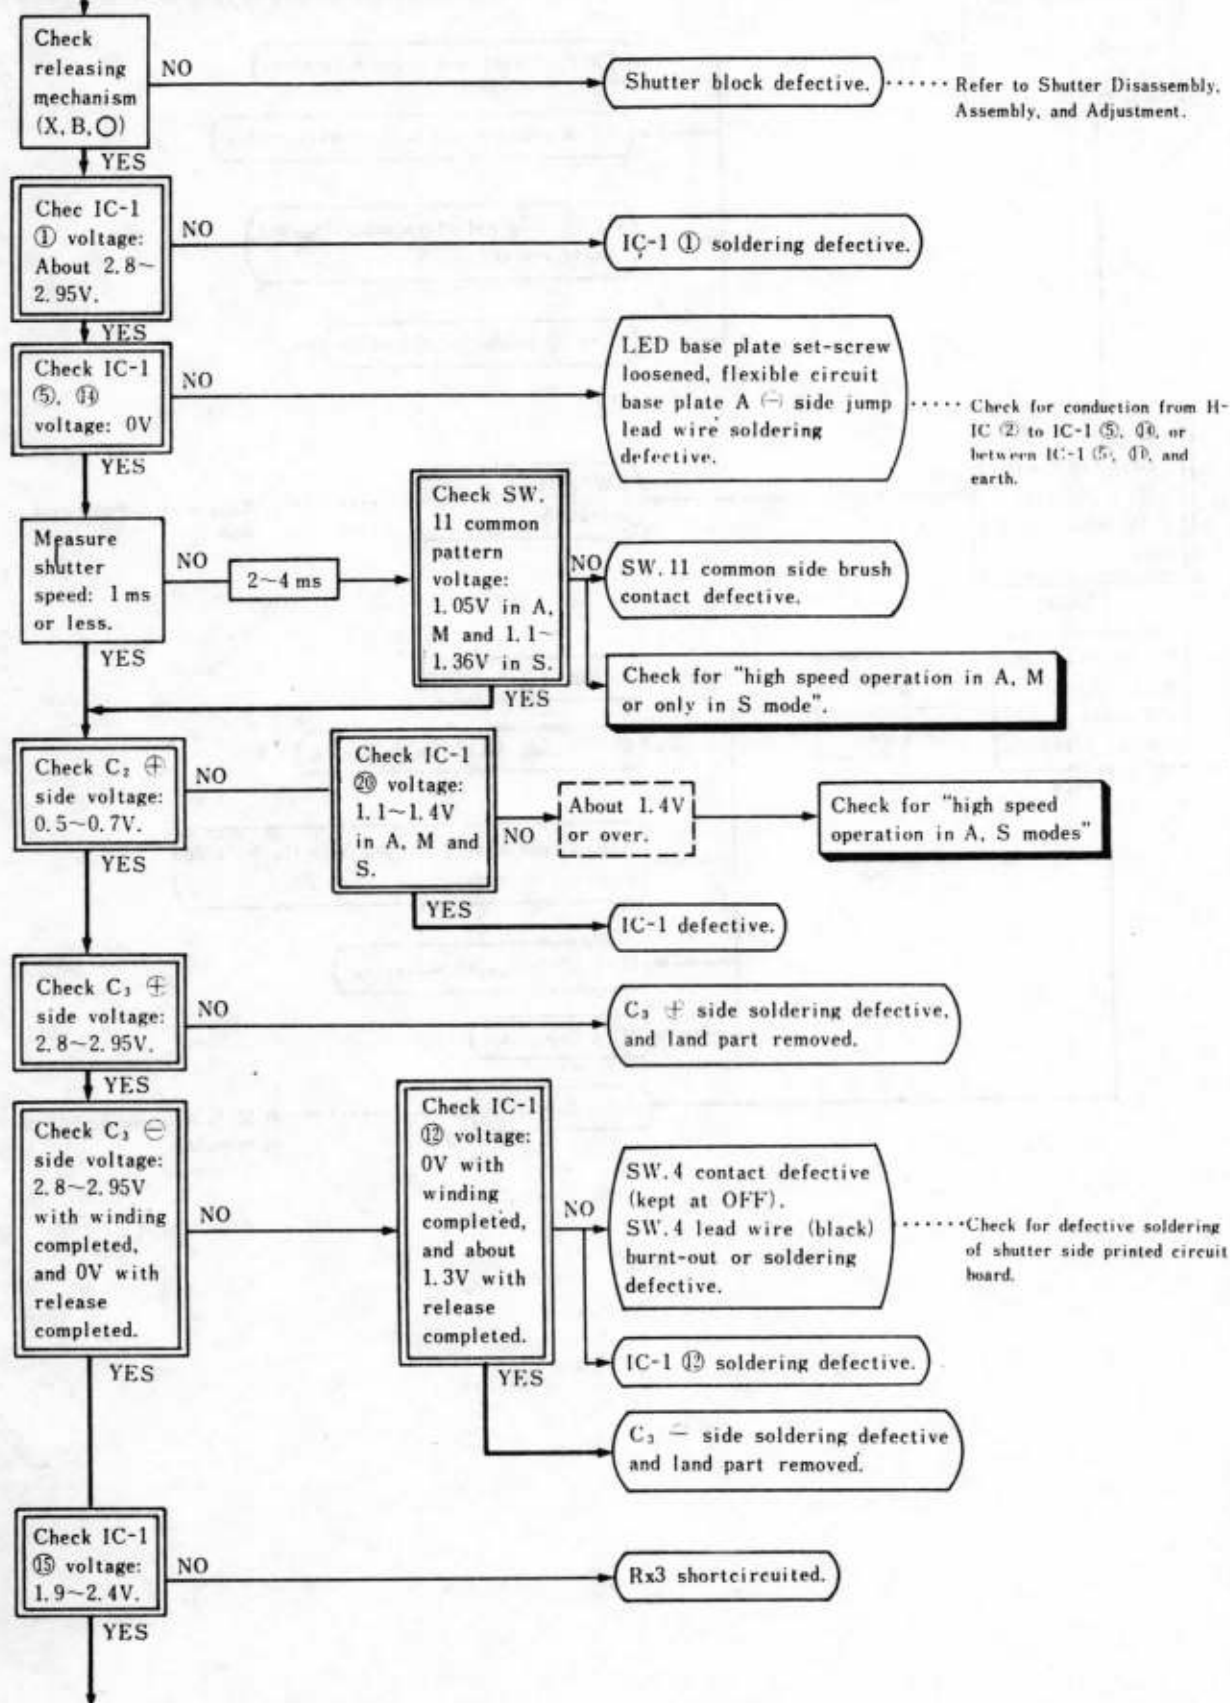 Check
releasing
mechanism
(X, B, ○)
NO
Shutter block defective.
Refer to Shutter Disassembly,
Assembly, and Adjustment.
YES
Chec IC-1
① voltage:
About 2.8~
2.95V.
NO
IC-1 ① soldering defective.
YES
Check IC-1
⑤, ⑭
voltage: 0V
NO
LED base plate set-screw
loosened, flexible circuit
base plate A ⊖ side jump
lead wire soldering
defective.
Check for conduction from H-
IC ② to IC-1 ⑤, ⑭, or
between IC-1 ⑤, and
earth.
YES
Measure
shutter
speed: 1ms
or less.
NO
2~4 ms
Check SW.
11 common
pattern
voltage:
1.05V in A,
M and 1.1~
1.36V in S.
NO
SW.11 common side brush
contact defective.
Check for "high speed operation in A, M
or only in S mode".
YES
YES
Check C₂ ⊕
side voltage:
0.5~0.7V.
NO
Check IC-1
⑳ voltage:
1.1~1.4V
in A, M and
S.
NO
About 1.4V
or over.
Check for "high speed
operation in A, S modes"
YES
YES
IC-1 defective.
Check C₃ ⊕
side voltage:
2.8~2.95V.
NO
C₃ ⊕ side soldering defective,
and land part removed.
YES
Check C₃ ⊖
side voltage:
2.8~2.95V
with winding
completed,
and 0V with
release
completed.
NO
Check IC-1
⑫ voltage:
0V with
winding
completed,
and about
1.3V with
release
completed.
NO
SW.4 contact defective
(kept at OFF).
SW.4 lead wire (black)
burnt-out or soldering
defective.
Check for defective soldering
of shutter side printed circuit
board.
IC-1 ⑫ soldering defective.
YES
YES
C₃ − side soldering defective
and land part removed.
Check IC-1
⑮ voltage:
1.9~2.4V.
NO
Rx3 shortcircuited.
YES